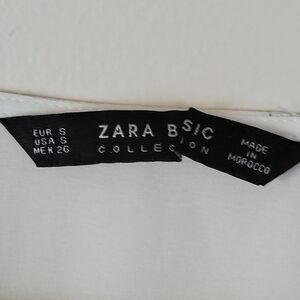 EUR S
USA S
MEX 26
ZARA B SIC
COLLEC ION
MADE
IN
MOROCCO